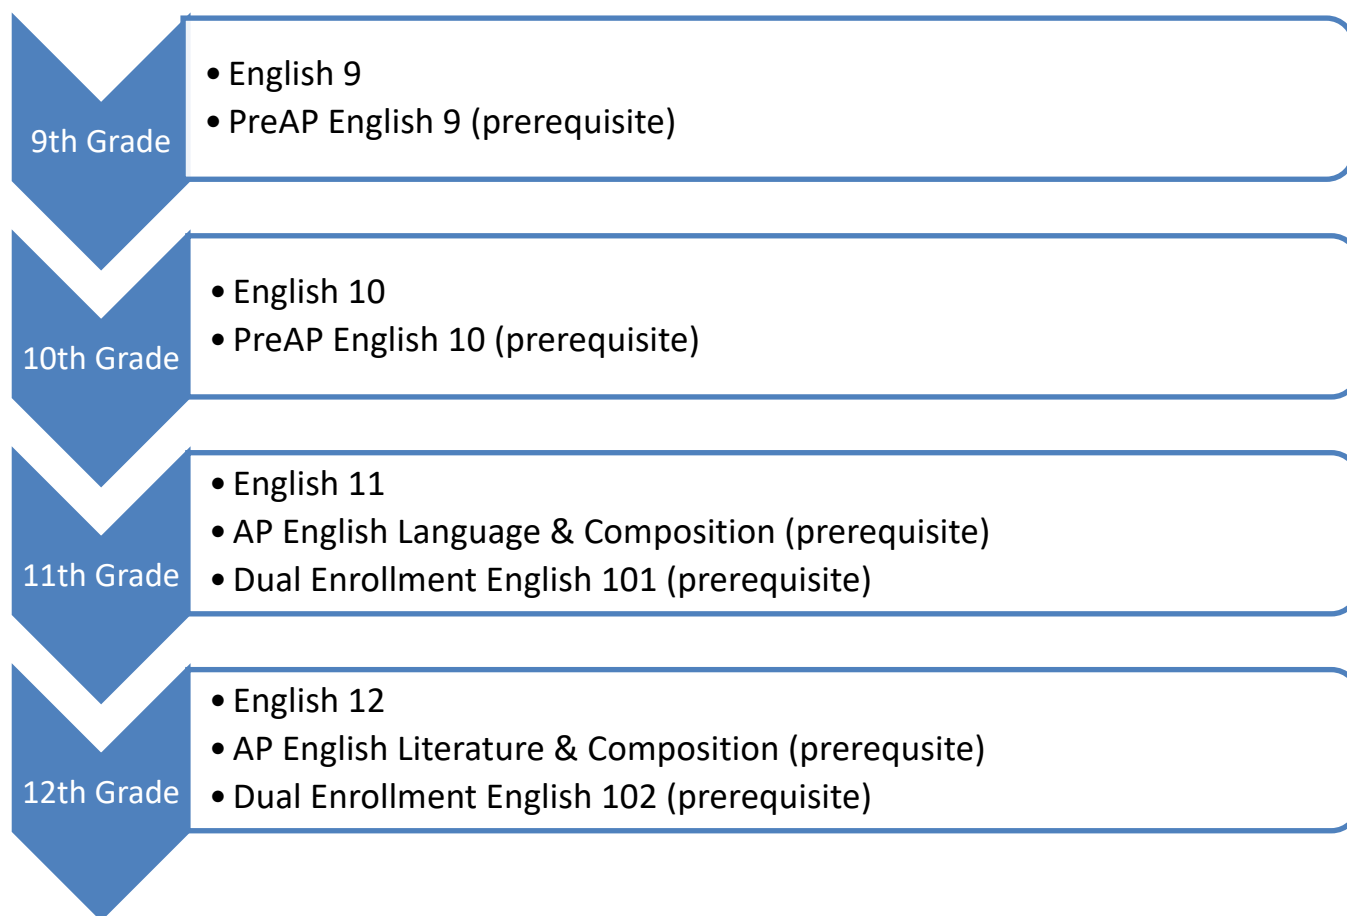 9th Grade
• English 9
• PreAP English 9 (prerequisite)
10th Grade
• English 10
• PreAP English 10 (prerequisite)
11th Grade
• English 11
• AP English Language & Composition (prerequisite)
• Dual Enrollment English 101 (prerequisite)
12th Grade
• English 12
• AP English Literature & Composition (prerequsite)
• Dual Enrollment English 102 (prerequisite)